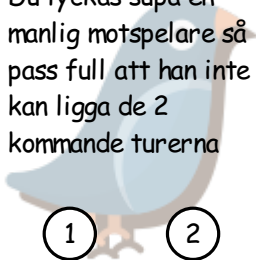 Du lyckas supa en
manlig motspelare så
pass full att han inte
kan ligga de 2
kommande turerna
1 2